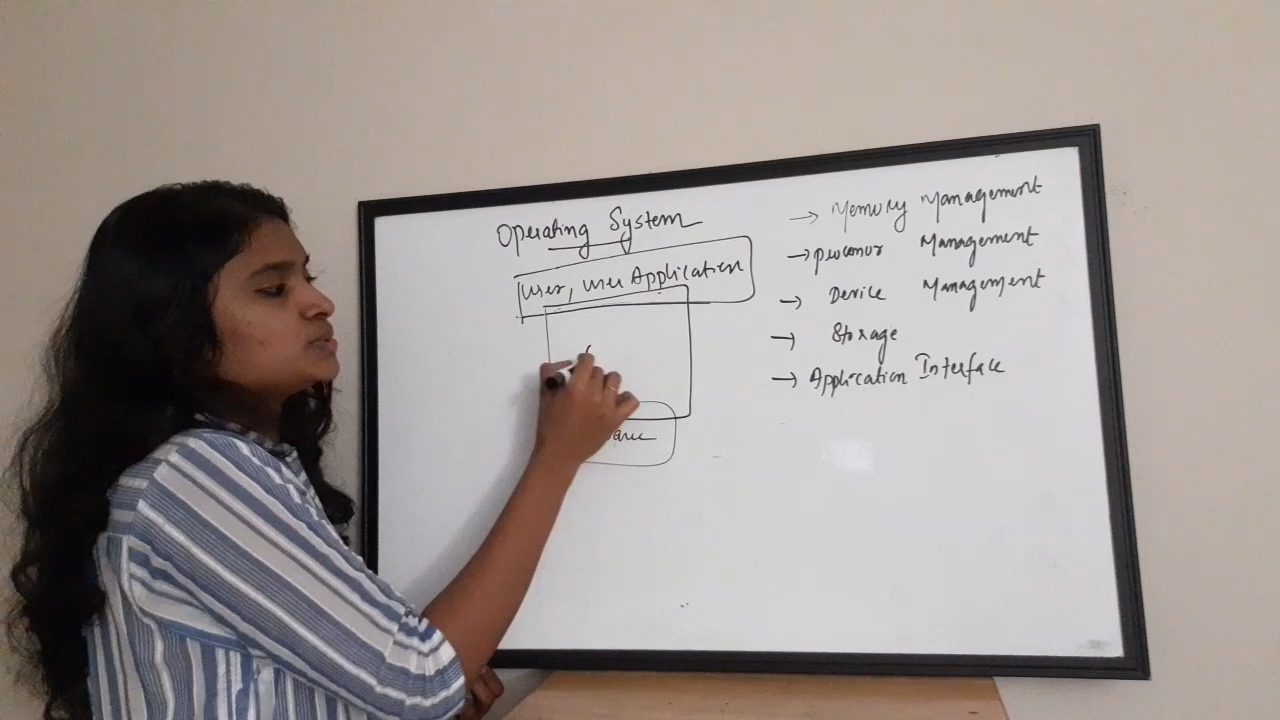 Operating System
User, User Application
→ Memory Management
→ processor Management
→ Device Management
→ Storage
→ Application Interface